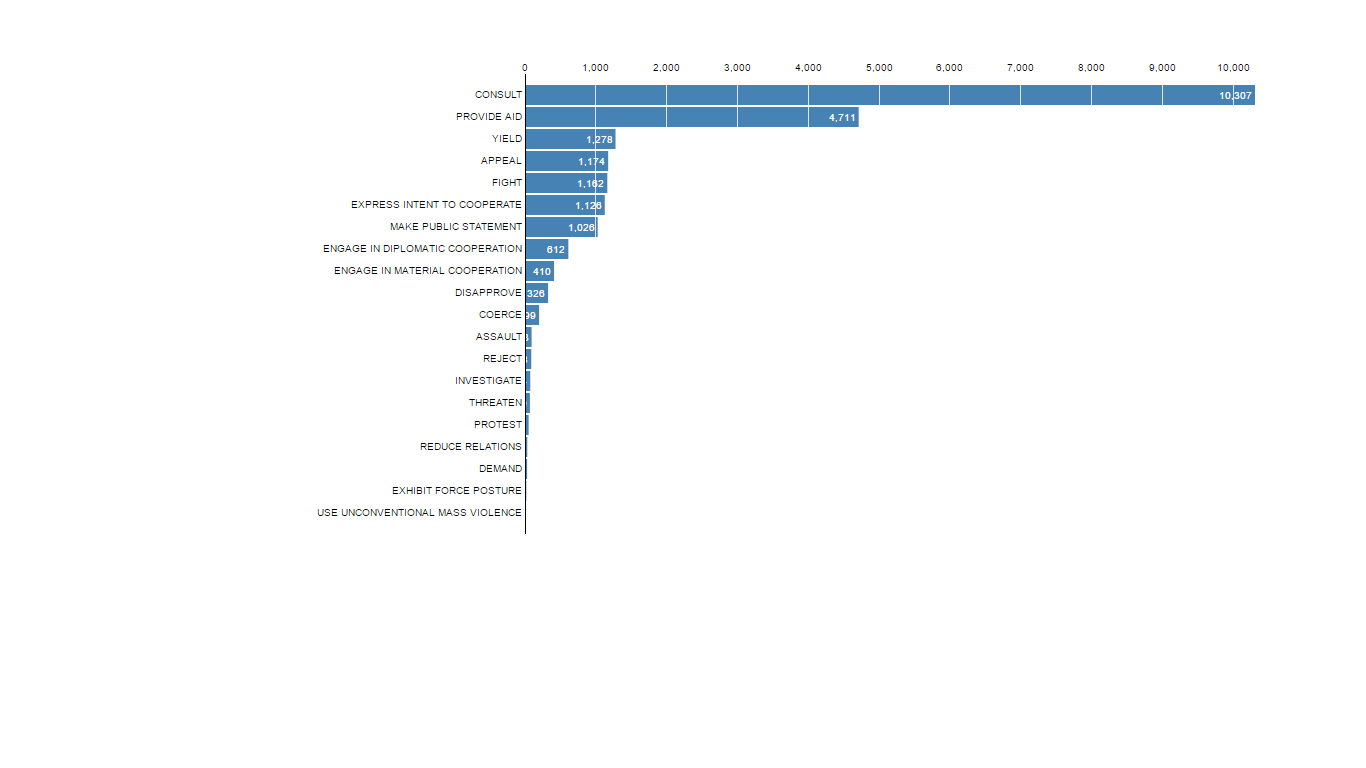 0 1,000 2,000 3,000 4,000 5,000 6,000 7,000 8,000 9,000 10,000
CONSULT 10,307
PROVIDE AID 4,711
YIELD 1,278
APPEAL 1,174
FIGHT 1,162
EXPRESS INTENT TO COOPERATE 1,126
MAKE PUBLIC STATEMENT 1,026
ENGAGE IN DIPLOMATIC COOPERATION 612
ENGAGE IN MATERIAL COOPERATION 410
DISAPPROVE 326
COERCE
ASSAULT
REJECT
INVESTIGATE
THREATEN
PROTEST
REDUCE RELATIONS
DEMAND
EXHIBIT FORCE POSTURE
USE UNCONVENTIONAL MASS VIOLENCE